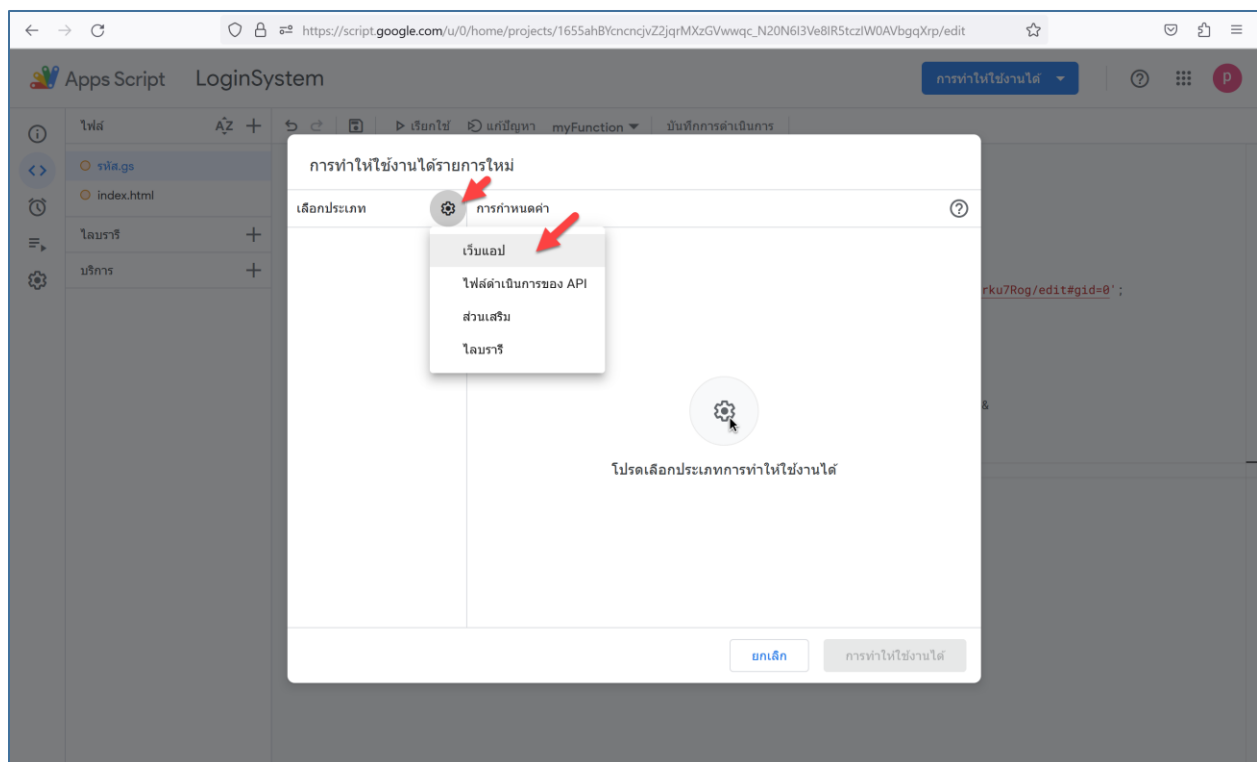 https://script.google.com/u/0/home/projects/1655ahBYcncncjvZ2jqrMXzGVwwqc_N20N6I3Ve8IR5tczIW0AVbgqXrp/edit
Apps Script LoginSystem การทำให้ใช้งานได้ p
ไฟล์ AZ เรียกใช้ แก้ปัญหา myFunction บันทึกการดำเนินการ
รหัส.gs
index.html
ไลบรารี
บริการ
การทำให้ใช้งานได้รายการใหม่
เลือกประเภท การกำหนดค่า
เว็บแอป
ไฟล์ดำเนินการของ API
ส่วนเสริม
ไลบรารี
rku7Rog/edit#gid=0';
&
โปรดเลือกประเภทการทำให้ใช้งานได้
ยกเลิก การทำให้ใช้งานได้